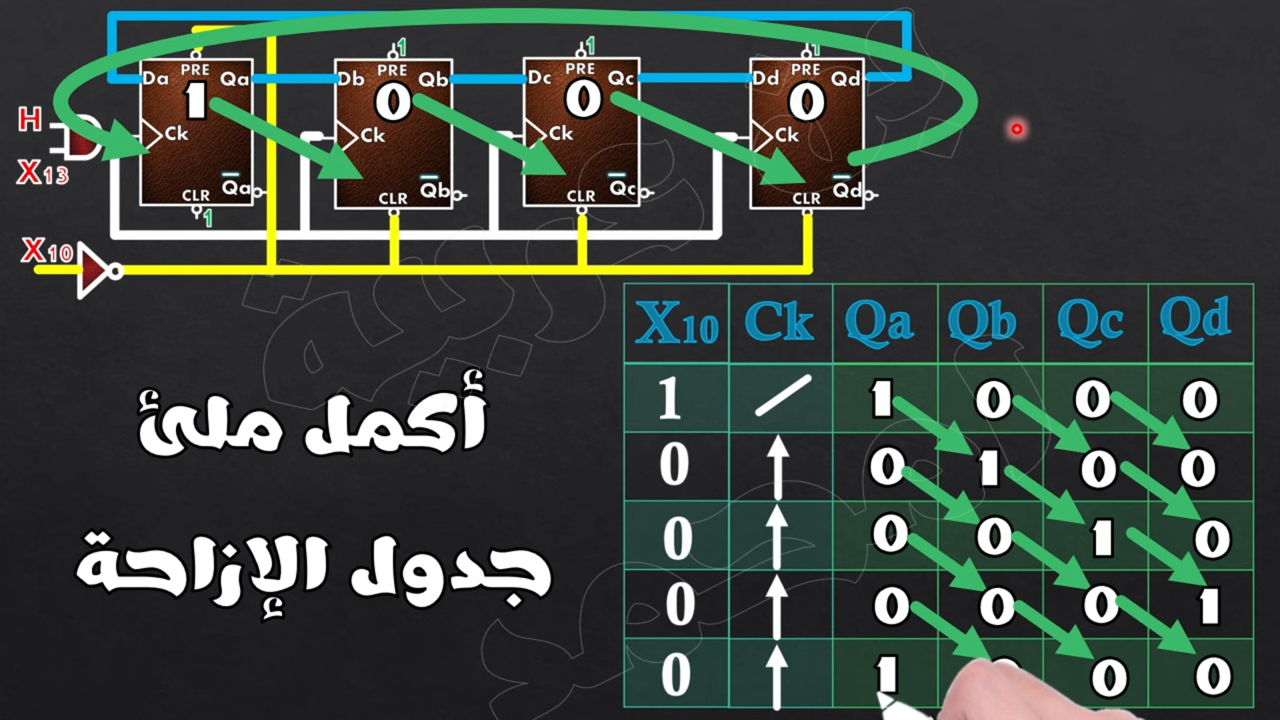 1 1 1
Da PRE Qa Db PRE Qb Dc PRE Qc Dd PRE Qd
1 0 0 0
H
Ck Ck Ck Ck
X13
CLR Qa CLR Qb CLR Qc CLR Qd
1
X10
X10 Ck Qa Qb Qc Qd
1 1 0 0 0
0 0 1 0 0
0 0 0 1 0
0 0 0 0 1
0 1 0 0
أكمل ملئ
جدول الإزاحة